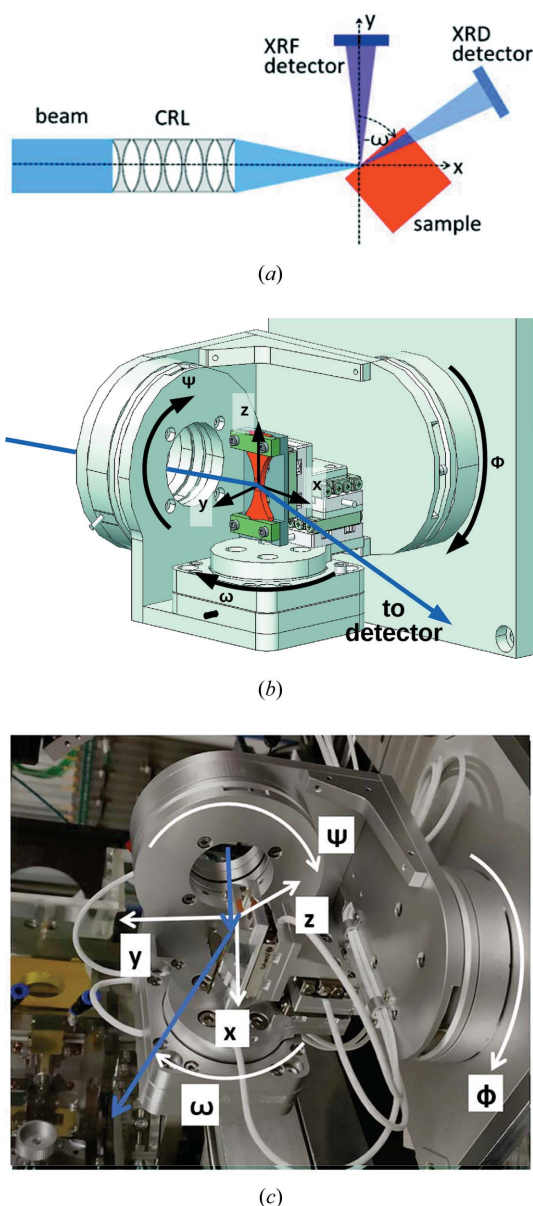 y
XRF
detector
XRD
detector
beam
CRL
-ω
x
sample
(a)
Ψ
z
Φ
y
x
ω
to
detector
(b)
Ψ
z
y
x
ω
Φ
(c)